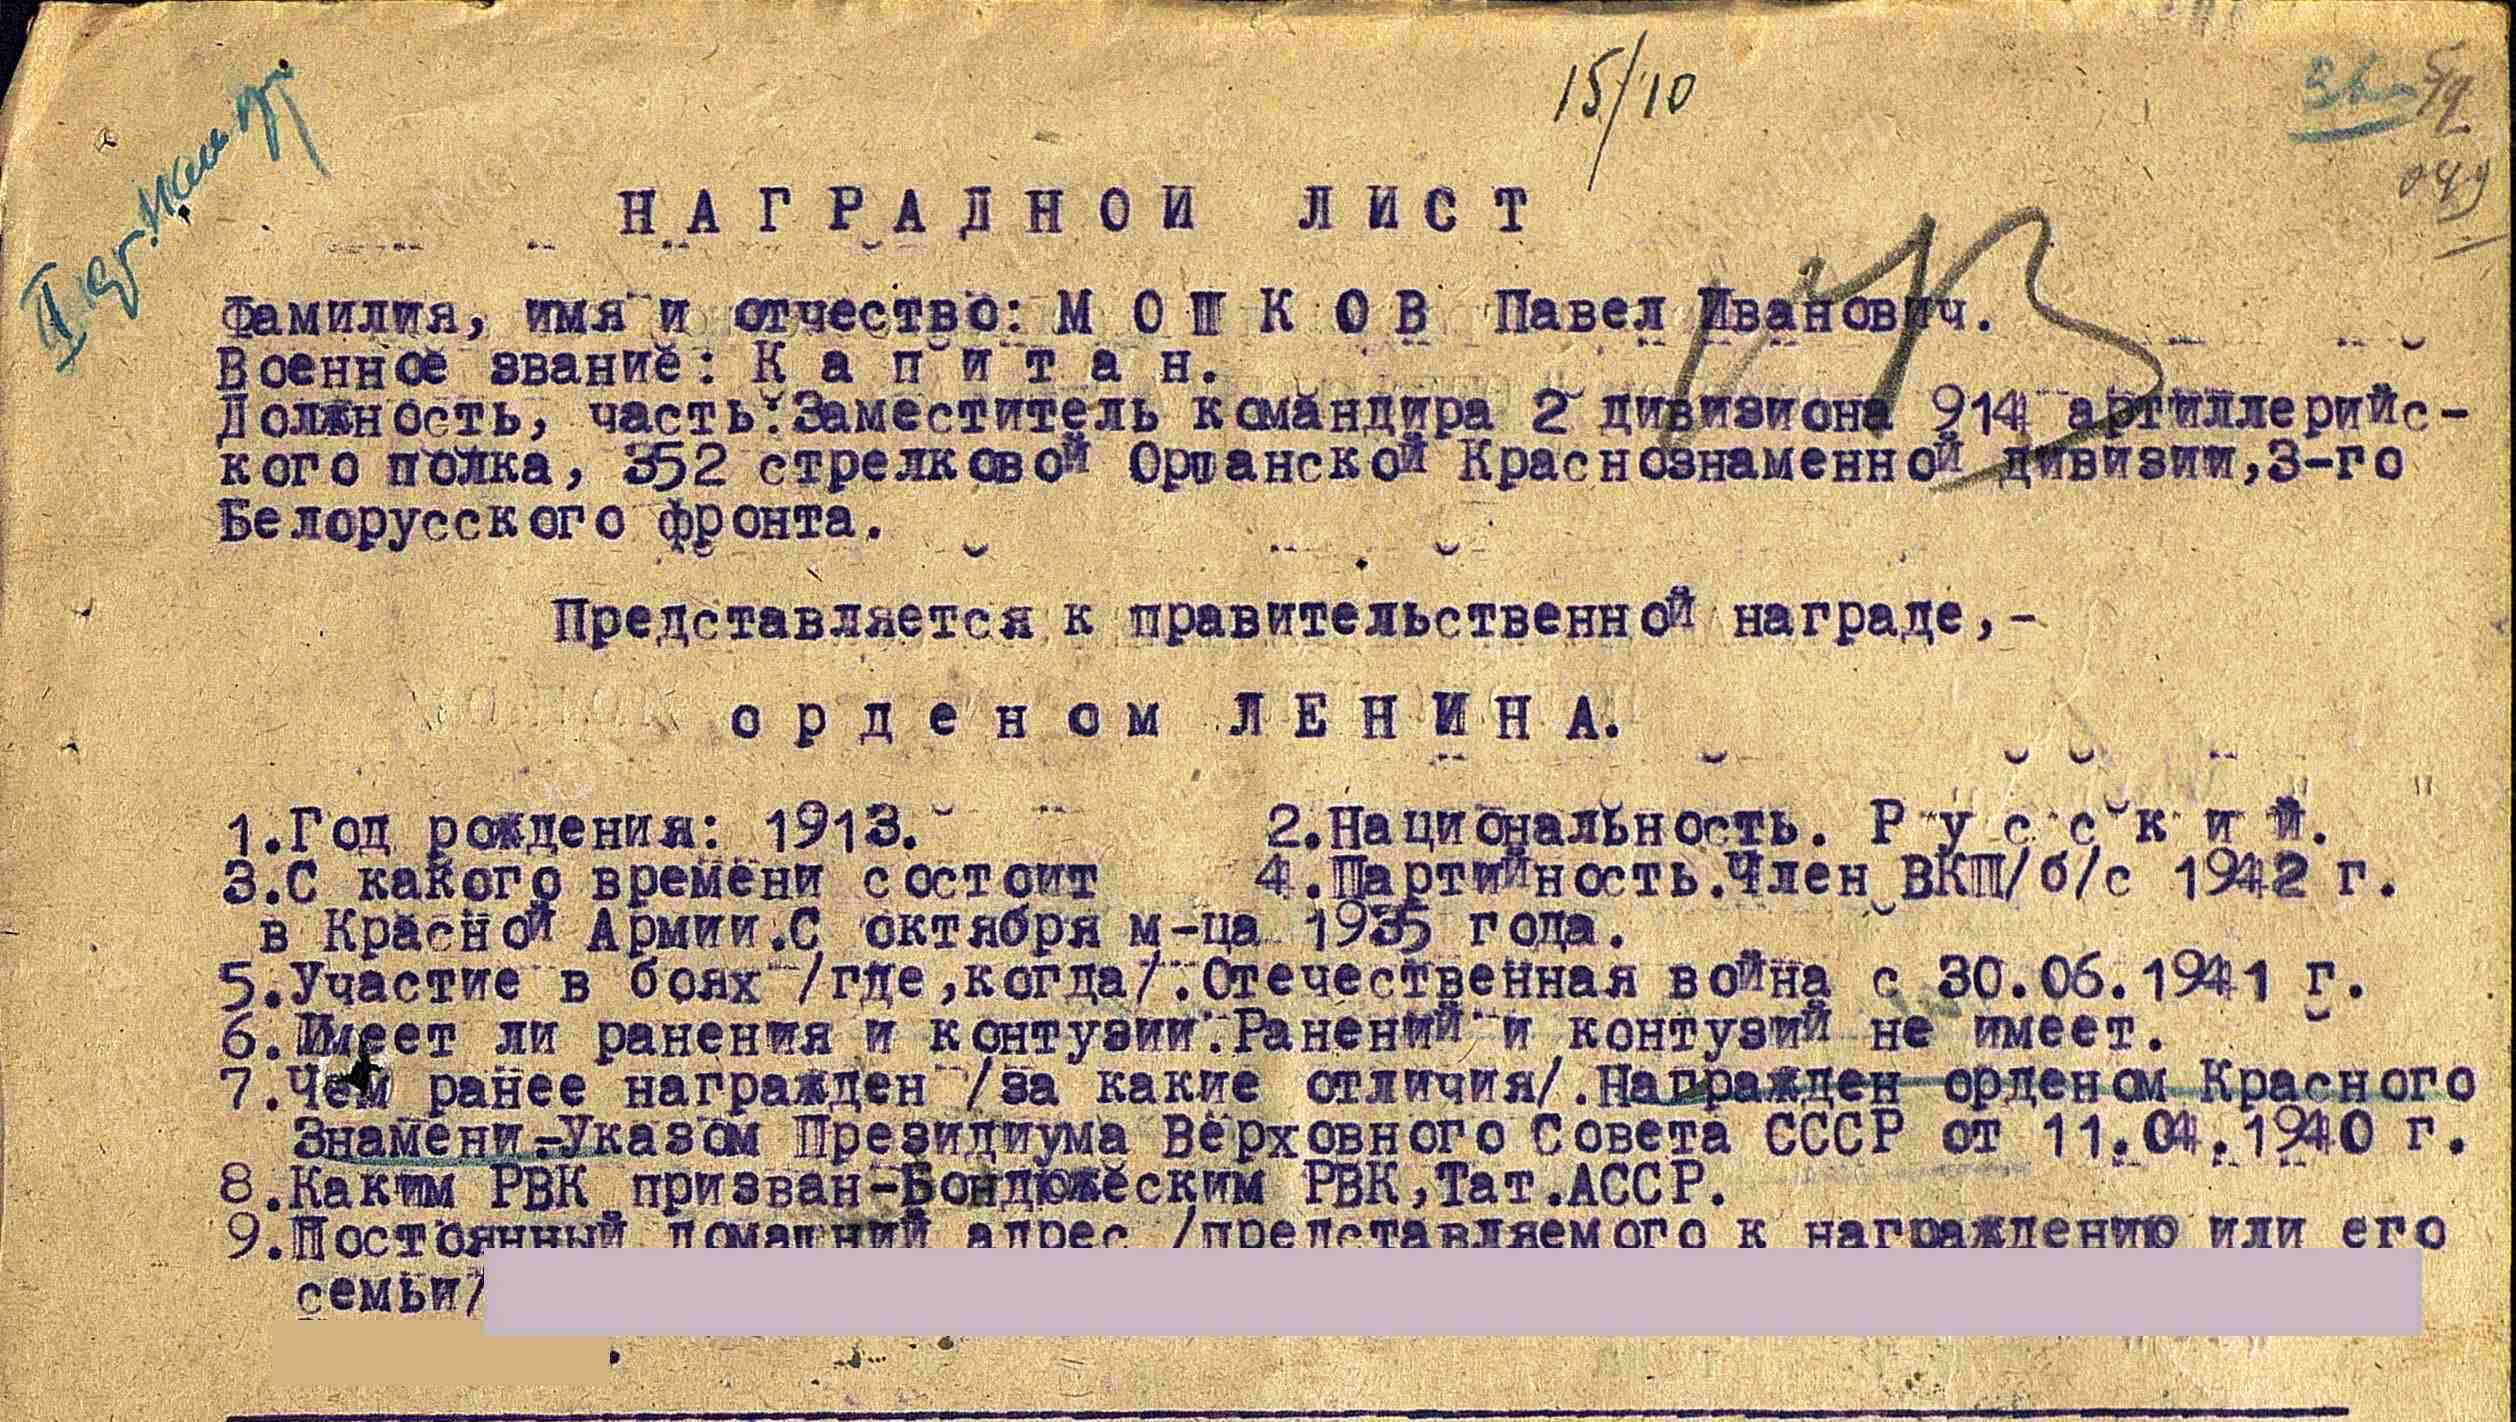 15/10
НАГРАДНОЙ ЛИСТ
Фамилия, имя и отчество: МОШКОВ Павел Иванович.
Военное звание: Капитан.
Должность, часть: Заместитель командира 2 дивизиона 914 артиллерийс-
кого полка, 352 стрелковой Оршанской Краснознаменной дивизии, 3-го
Белорусского фронта.
Представляется к правительственной награде,-
орденом ЛЕНИНА.
1. Год рождения: 1913. 2. Национальность. Русский.
3. С какого времени состоит 4. Партийность. Член ВКП/б/с 1942 г.
в Красной Армии. С октября м-ца 1935 года.
5. Участие в боях /где, когда/. Отечественная война с 30.06.1941 г.
6. Имеет ли ранения и контузии. Ранений и контузий не имеет.
7. Чем ранее награжден /за какие отличия/. Награжден орденом Красного
Знамени.-Указом Президиума Верховного Совета СССР от 11.04.1940 г.
8. Каким РВК призван-Бондюжеским РВК, Тат.АССР.
9. Постоянный домашний адрес /представляемого к награждению или его
семьи/